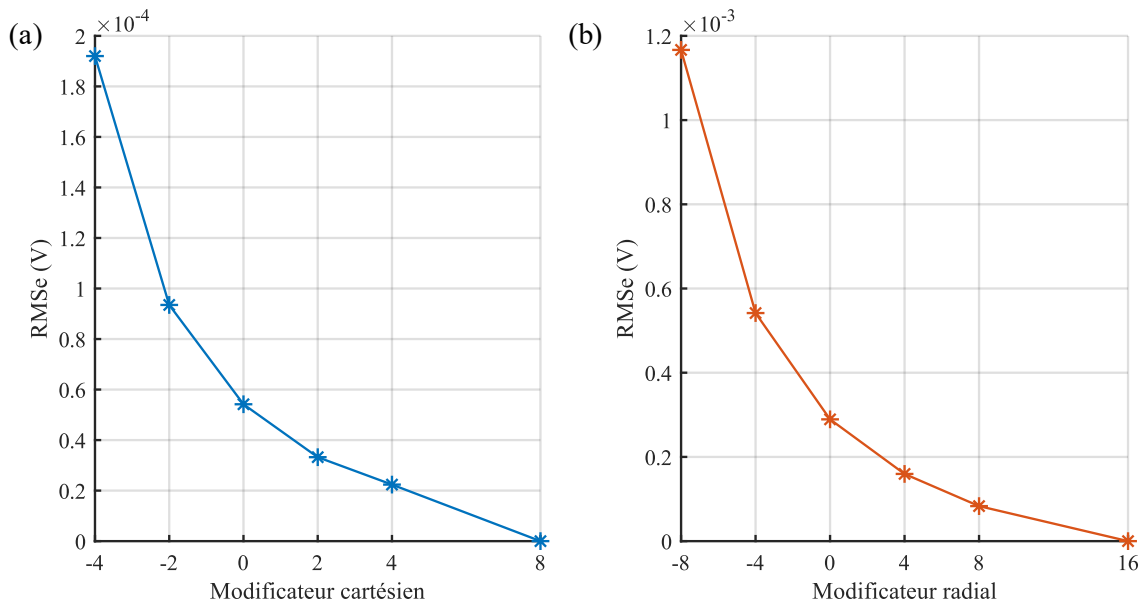 (a)
×10-4
2
1.8
1.6
1.4
1.2
1
0.8
0.6
0.4
0.2
0
RMSe (V)
-4 -2 0 2 4 8
Modificateur cartésien
(b)
×10-3
1.2
1
0.8
0.6
0.4
0.2
0
RMSe (V)
-8 -4 0 4 8 16
Modificateur radial